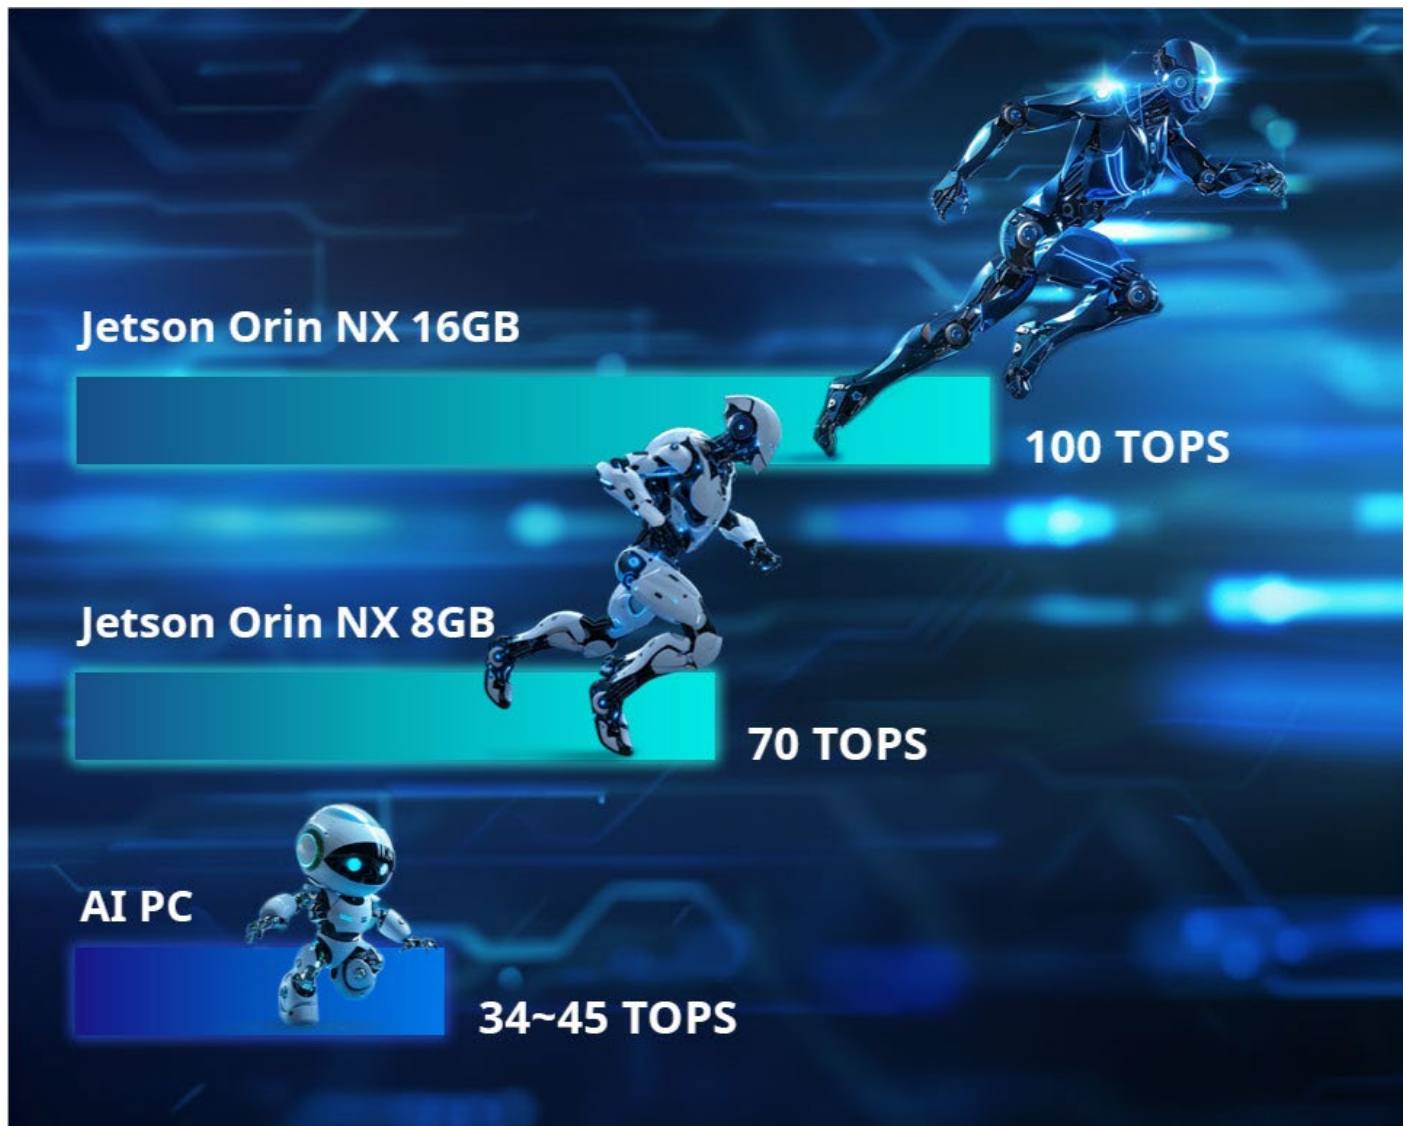 Jetson Orin NX 16GB
100 TOPS
Jetson Orin NX 8GB
70 TOPS
AI PC
34~45 TOPS